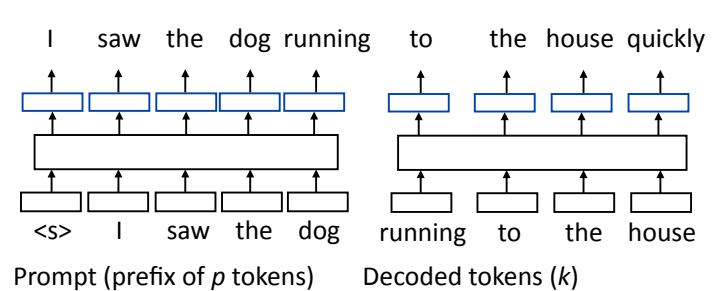 I saw the dog running to the house quickly
<s> I saw the dog running to the house
Prompt (prefix of p tokens) Decoded tokens (k)